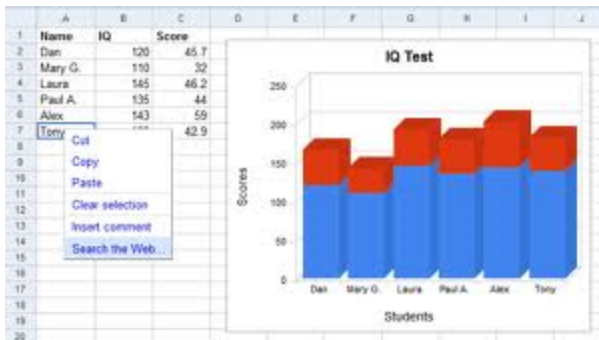 A B C D E F G H I J
1 Name IQ Score
2 Dan 120 45.7
3 Mary G. 110 32
4 Laura 145 46.2
5 Paul A. 135 44
6 Alex 143 59
7 Tony 42.9
8
9
10
11
12
13
14
15
16
17
18
19
20
Cut
Copy
Paste
Clear selection
Insert comment
Search the Web...
IQ Test
250
200
150
100
50
0
Scores
Dan Mary G. Laura Paul A. Alex Tony
Students